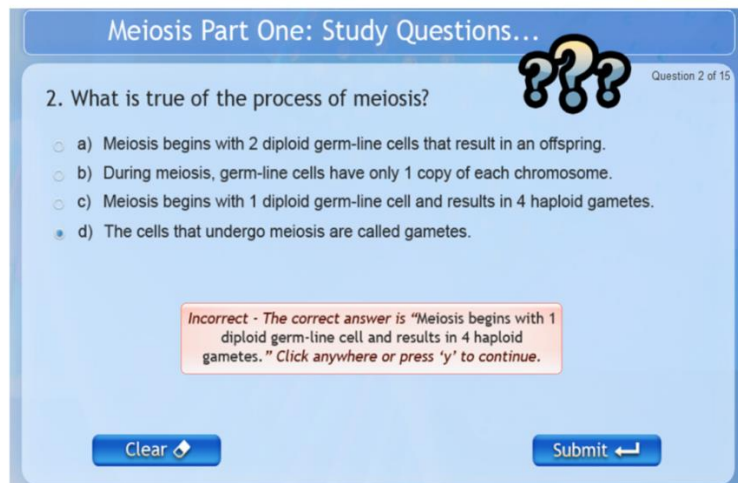 Meiosis Part One: Study Questions...
Question 2 of 15
2. What is true of the process of meiosis?
a) Meiosis begins with 2 diploid germ-line cells that result in an offspring.
b) During meiosis, germ-line cells have only 1 copy of each chromosome.
c) Meiosis begins with 1 diploid germ-line cell and results in 4 haploid gametes.
d) The cells that undergo meiosis are called gametes.
Incorrect - The correct answer is “Meiosis begins with 1
diploid germ-line cell and results in 4 haploid
gametes.” Click anywhere or press ‘y’ to continue.
Clear
Submit